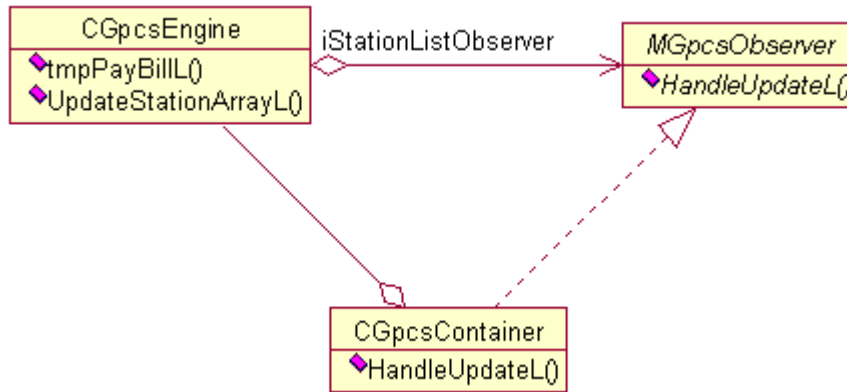 CGpcsEngine
tmpPayBillL()
UpdateStationArrayL()
iStationListObserver
MGpcsObserver
HandleUpdateL()
CGpcsContainer
HandleUpdateL()